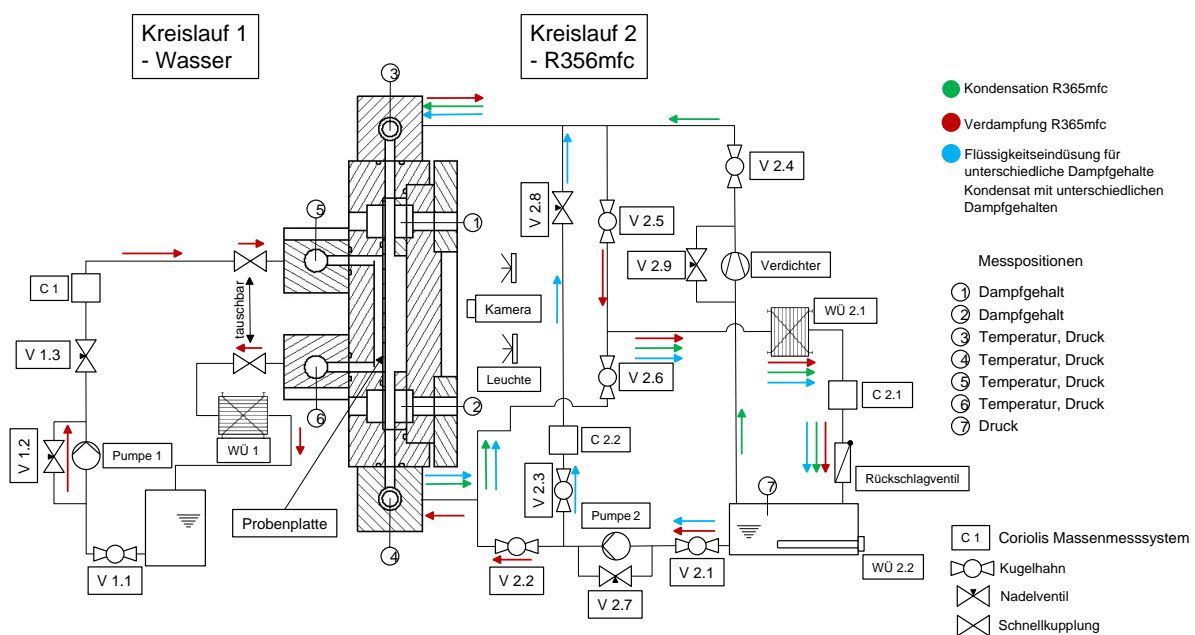 Kreislauf 1
- Wasser
Kreislauf 2
- R356mfc
3
5
1
6
2
4
7
C 1
V 1.3
V 1.2
Pumpe 1
V 1.1
tauschbar
WÜ 1
Probenplatte
Kamera
Leuchte
V 2.8
V 2.5
V 2.4
V 2.9
Verdichter
WÜ 2.1
V 2.6
C 2.1
C 2.2
V 2.3
Rückschlagventil
Pumpe 2
V 2.2
V 2.7
V 2.1
WÜ 2.2
Kondensation R365mfc
Verdampfung R365mfc
Flüssigkeitseindüsung für
unterschiedliche Dampfgehalte
Kondensat mit unterschiedlichen
Dampfgehalten
Messpositionen
1 Dampfgehalt
2 Dampfgehalt
3 Temperatur, Druck
4 Temperatur, Druck
5 Temperatur, Druck
6 Temperatur, Druck
7 Druck
C 1 Coriolis Massenmesssystem
Kugelhahn
Nadelventil
Schnellkupplung